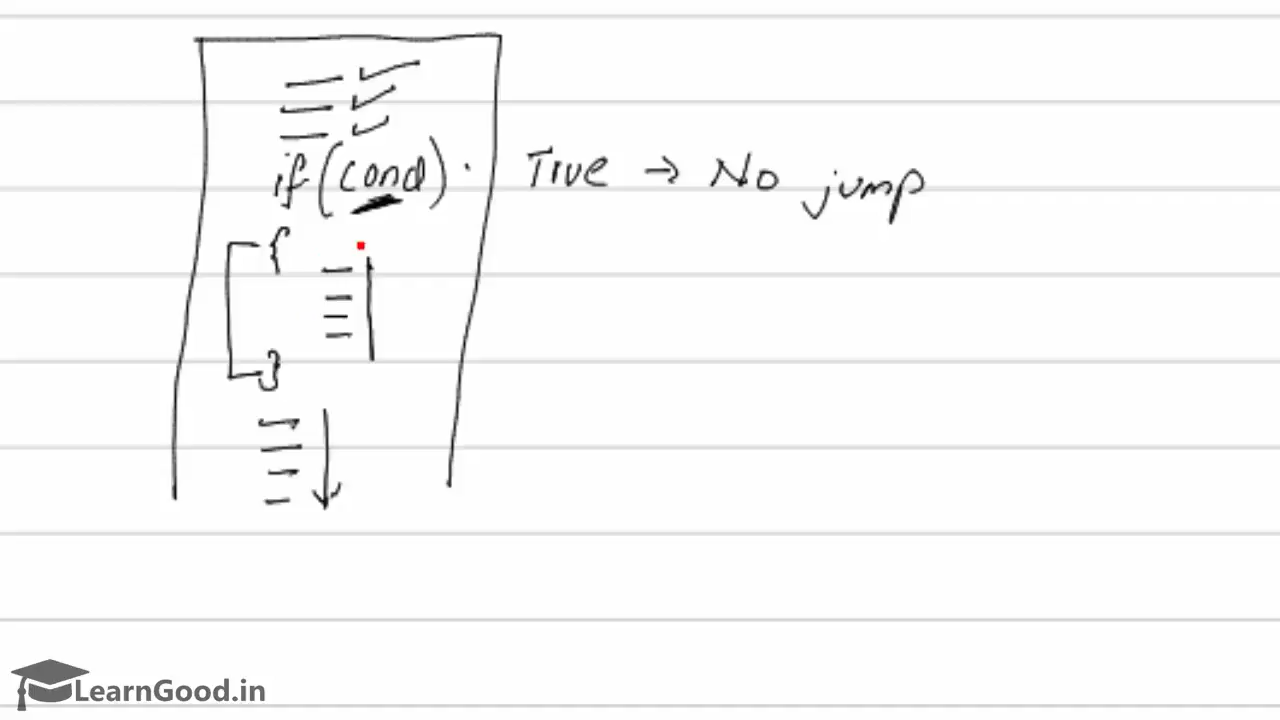 if (cond). True → No jump
{
}
LearnGood.in